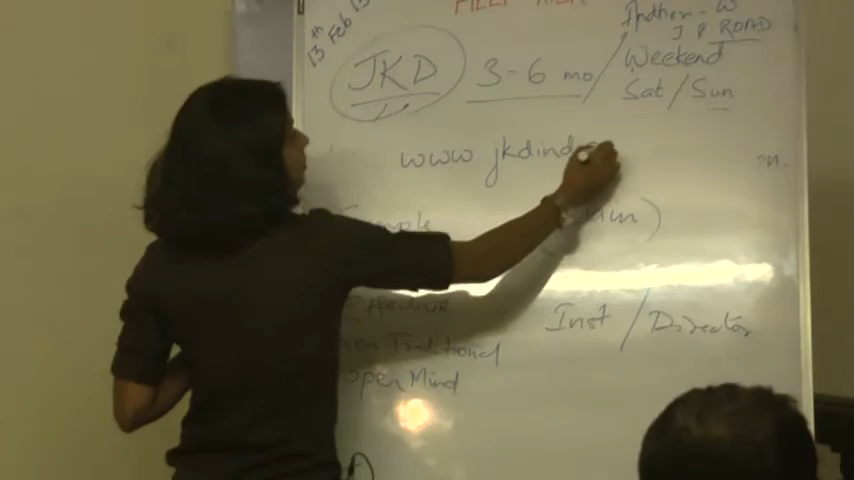 13th Feb 13
Andheri - W
J P ROAD
JKD
3-6 mo /
Weekend
Sat / Sun
www jkdind
Effective
Inst / Director
non Traditional
open Mind